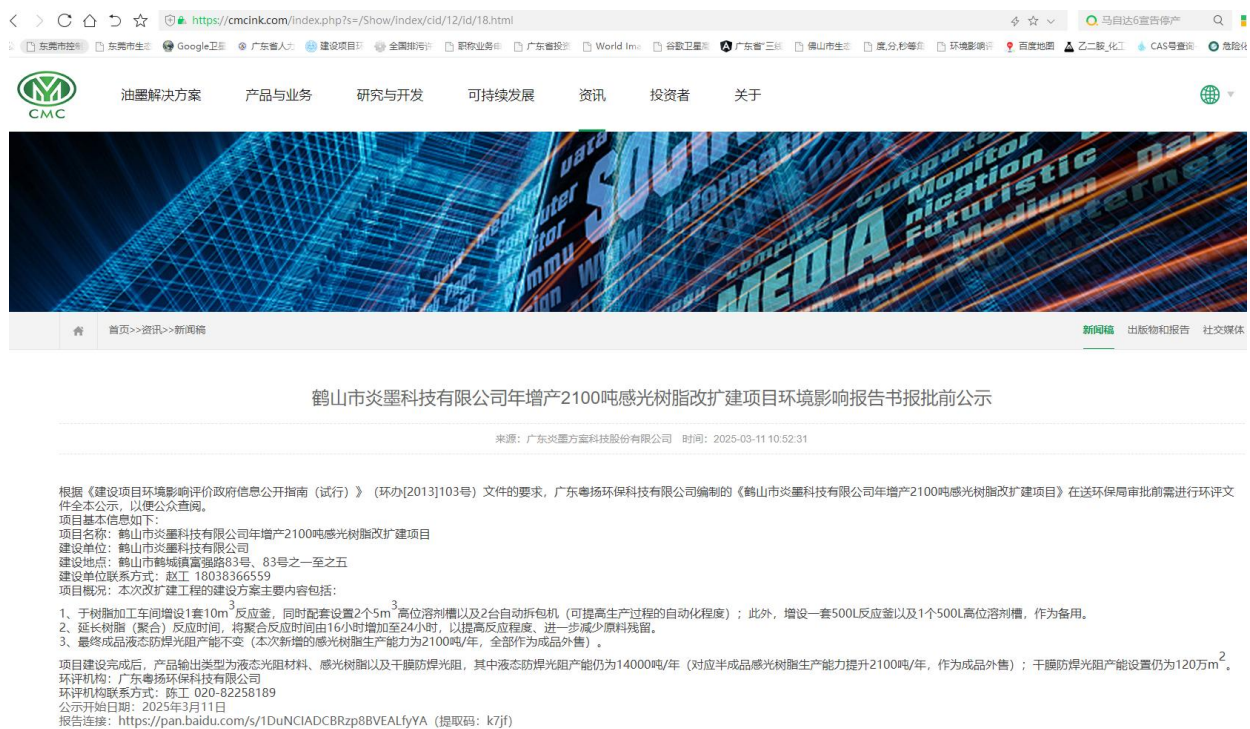 https://cmcink.com/index.php?s=/Show/index/cid/12/id/18.html
马自达6宣告停产
东莞市生态
Google卫星
广东省人
建设项目环
全国排污许
职称业务
广东省投资
World Im
谷歌卫星
广东省"三线
佛山市生态
度,分,秒等
环境影响评
百度地图
乙二胺_化工
CAS号查询
危险化
CMC
油墨解决方案
产品与业务
研究与开发
可持续发展
资讯
投资者
关于
首页>>资讯>>新闻稿
新闻稿
出版物和报告
社交媒体
鹤山市炎墨科技有限公司年增产2100吨感光树脂改扩建项目环境影响报告书报批前公示
来源：广东炎墨方案科技股份有限公司 时间：2025-03-11 10:52:31
根据《建设项目环境影响评价政府信息公开指南（试行）》（环办[2013]103号）文件的要求，广东粤扬环保科技有限公司编制的《鹤山市炎墨科技有限公司年增产2100吨感光树脂改扩建项目》在送环保局审批前需进行环评文
件全本公示，以便公众查阅。
项目基本信息如下：
项目名称：鹤山市炎墨科技有限公司年增产2100吨感光树脂改扩建项目
建设单位：鹤山市炎墨科技有限公司
建设地点：鹤山市鹤城镇富强路83号、83号之一至之五
建设单位联系方式：赵工 18038366559
项目概况：本次改扩建工程的建设方案主要内容包括：
1、于树脂加工车间增设1套10m³反应釜，同时配套设置2个5m³高位溶剂槽以及2台自动拆包机（可提高生产过程的自动化程度）；此外，增设一套500L反应釜以及1个500L高位溶剂槽，作为备用。
2、延长树脂（聚合）反应时间，将聚合反应时间由16小时增加至24小时，以提高反应程度、进一步减少原料残留。
3、最终成品液态防焊光阻产能不变（本次新增的感光树脂生产能力为2100吨/年，全部作为成品外售）。
项目建设完成后，产品输出类型为液态光阻材料、感光树脂以及干膜防焊光阻，其中液态防焊光阻产能仍为14000吨/年（对应半成品感光树脂生产能力提升2100吨/年，作为成品外售）；干膜防焊光阻产能设置仍为120万m²。
环评机构：广东粤扬环保科技有限公司
环评机构联系方式：陈工 020-82258189
公示开始日期：2025年3月11日
报告连接：https://pan.baidu.com/s/1DuNCIADCBRzp8BVEALfyYA（提取码：k7jf）